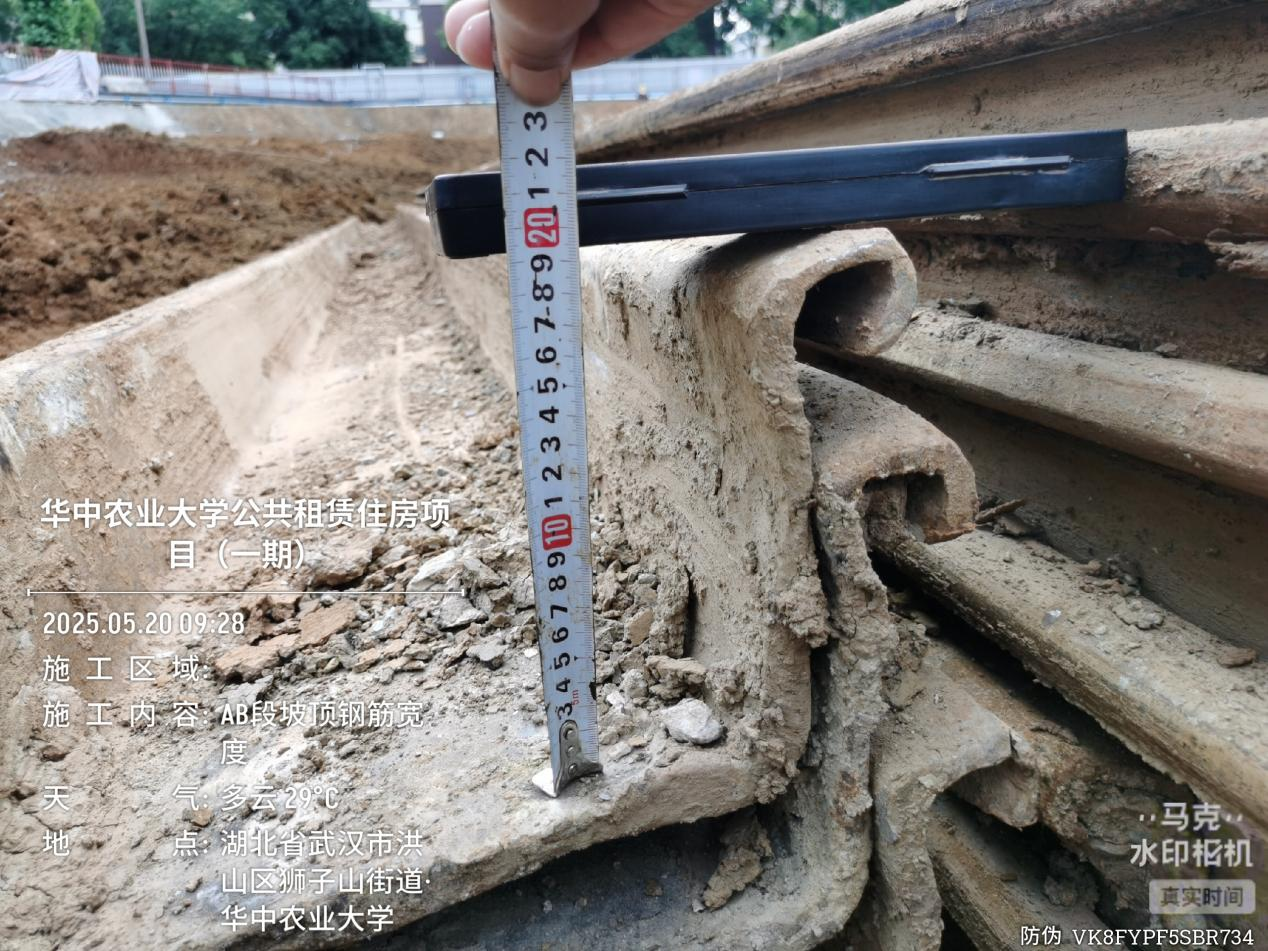 3
2
1
20
9
8
7
6
5
4
3
2
1
10
9
8
7
6
5
4
3
5m
华中农业大学公共租赁住房项
目（一期）
2025.05.20 09:28
施工区域:
施工内容: AB段坡顶钢筋宽
度
天气: 多云 29°C
地点: 湖北省武汉市洪
山区狮子山街道·
华中农业大学
马克
水印相机
真实时间
防伪 VK8FYPF5SBR734